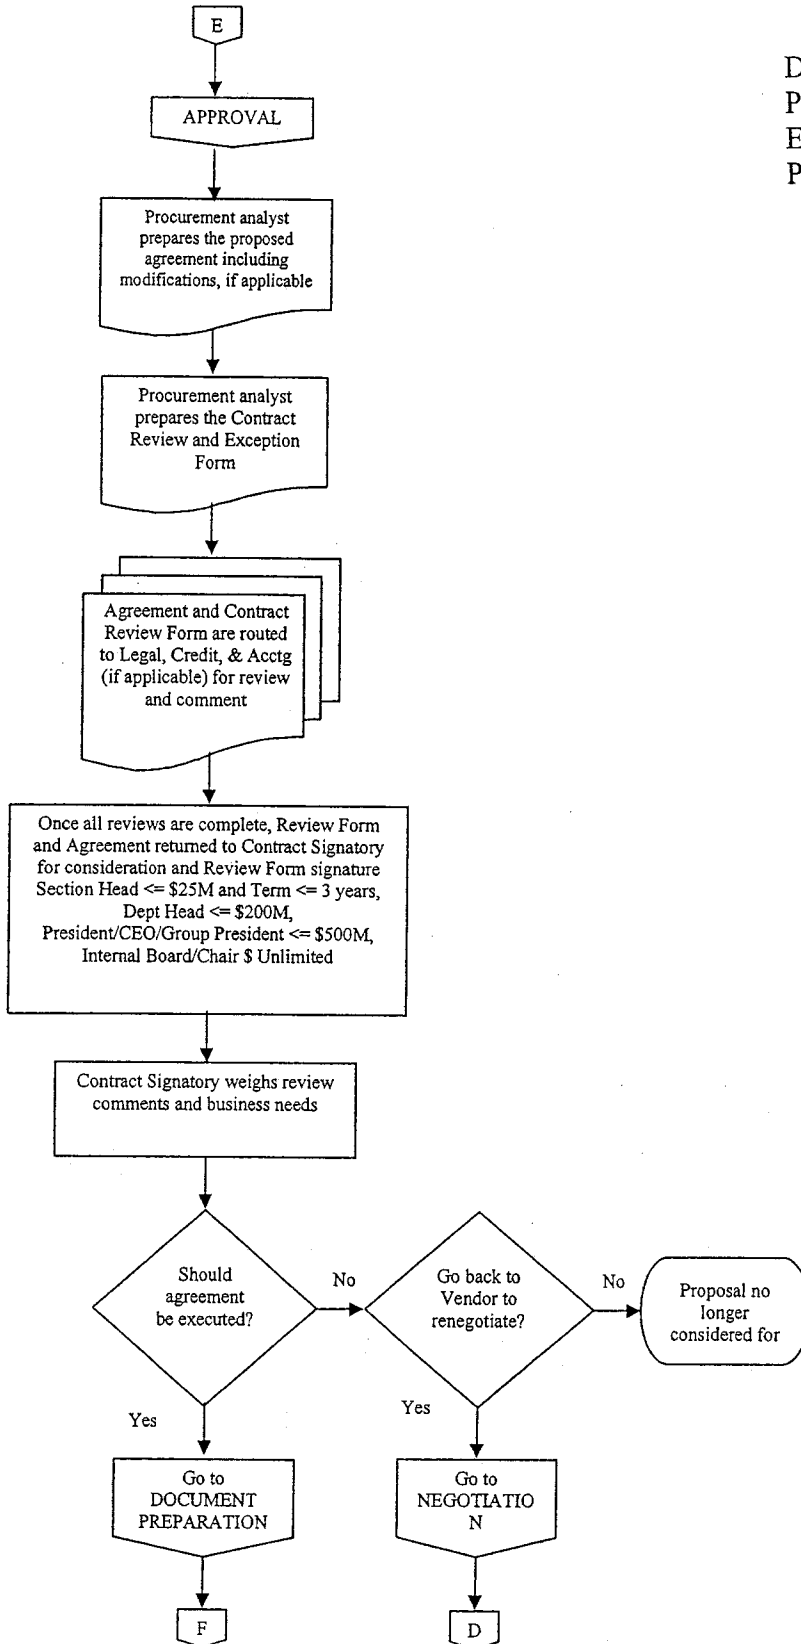 E
D
P
E
P
APPROVAL
Procurement analyst
prepares the proposed
agreement including
modifications, if applicable
Procurement analyst
prepares the Contract
Review and Exception
Form
Agreement and Contract
Review Form are routed
to Legal, Credit, & Acctg
(if applicable) for review
and comment
Once all reviews are complete, Review Form
and Agreement returned to Contract Signatory
for consideration and Review Form signature
Section Head <= $25M and Term <= 3 years,
Dept Head <= $200M,
President/CEO/Group President <= $500M,
Internal Board/Chair $ Unlimited
Contract Signatory weighs review
comments and business needs
Should
agreement
be executed?
No
Go back to
Vendor to
renegotiate?
No
Proposal no
longer
considered for
Yes
Yes
Go to
DOCUMENT
PREPARATION
Go to
NEGOTIATIO
N
F
D